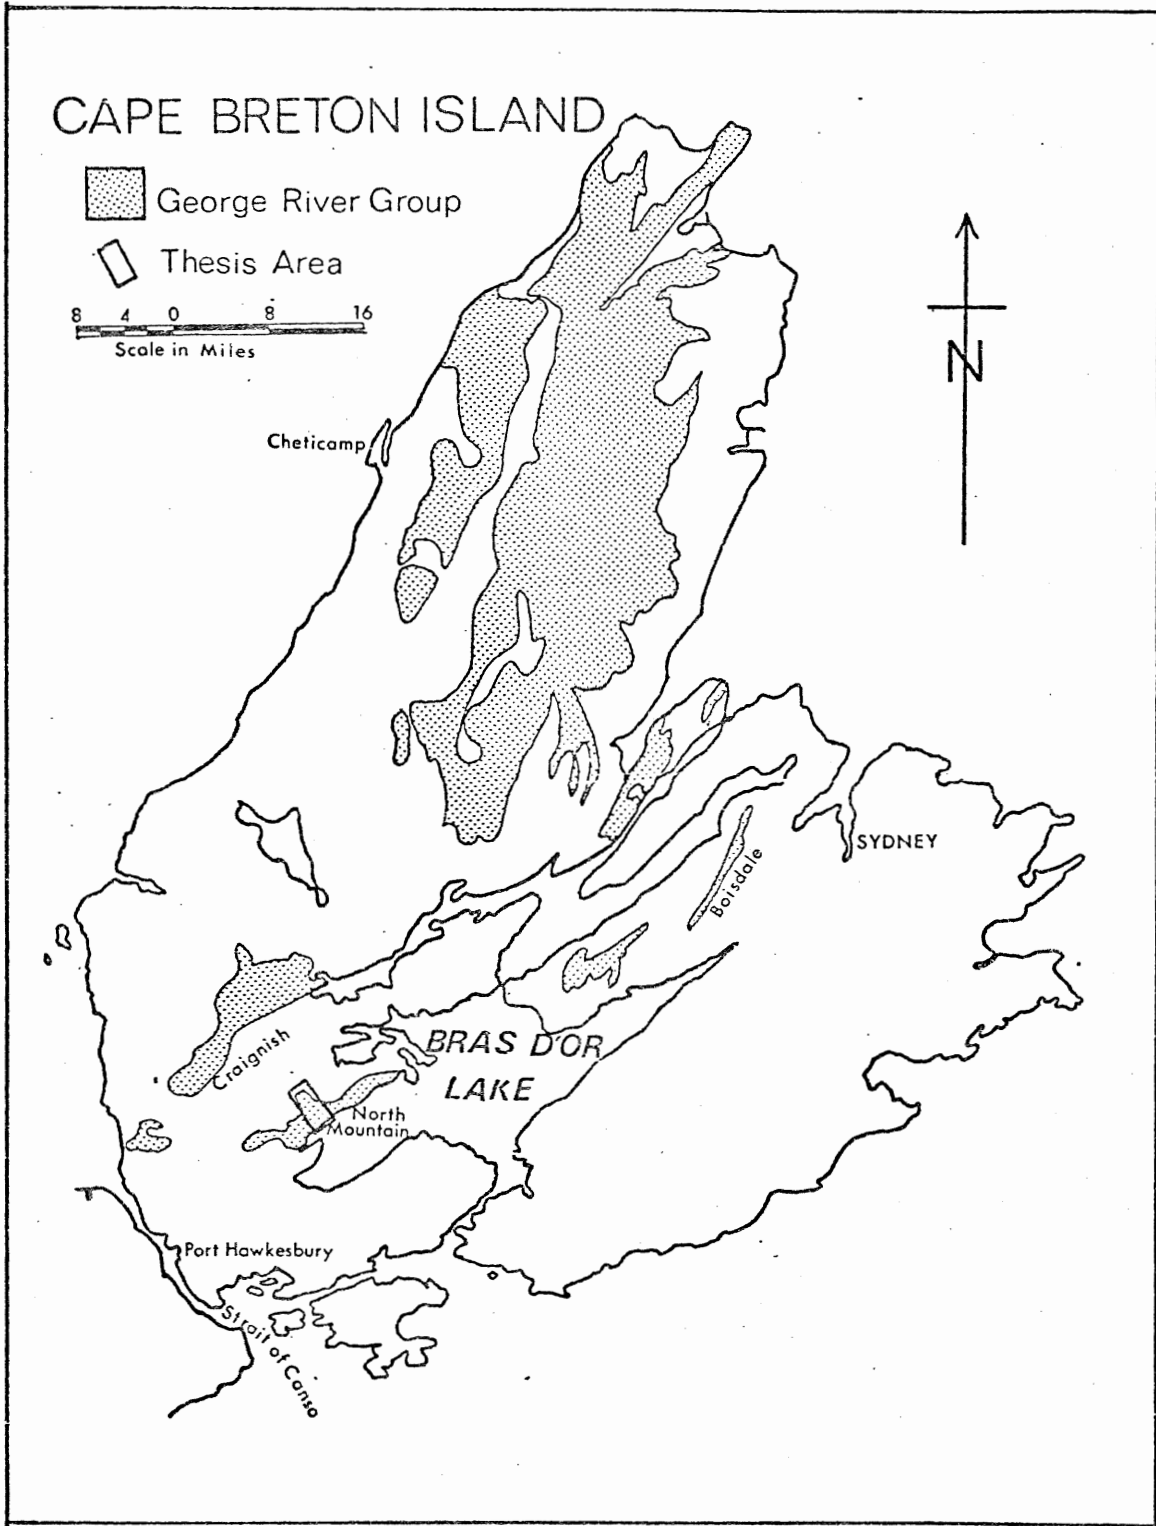 CAPE BRETON ISLAND
George River Group
Thesis Area
8 4 0 8 16
Scale in Miles
N
Cheticamp
SYDNEY
Boisdale
Craignish
BRAS D'OR
LAKE
North
Mountain
Port Hawkesbury
Strait of Canso